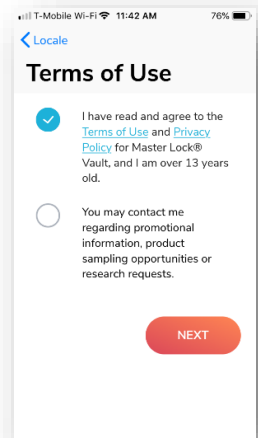 T-Mobile Wi-Fi 11:42 AM 76%
Locale
Terms of Use
I have read and agree to the
Terms of Use and Privacy
Policy for Master Lock®
Vault, and I am over 13 years
old.
You may contact me
regarding promotional
information, product
sampling opportunities or
research requests.
NEXT